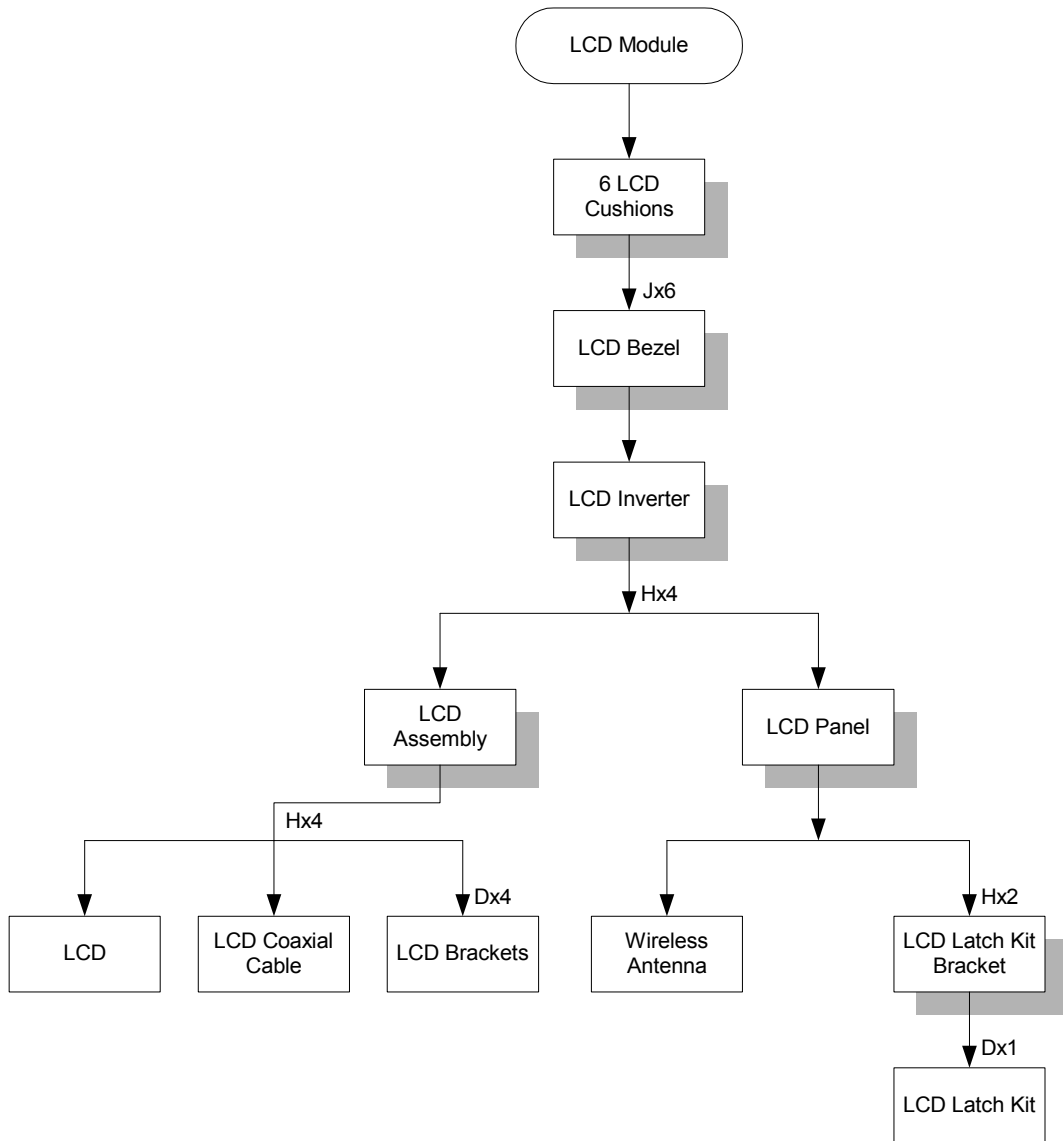 LCD Module
6 LCD
Cushions
Jx6
LCD Bezel
LCD Inverter
Hx4
LCD
Assembly
LCD Panel
Hx4
Dx4
Hx2
LCD
LCD Coaxial
Cable
LCD Brackets
Wireless
Antenna
LCD Latch Kit
Bracket
Dx1
LCD Latch Kit